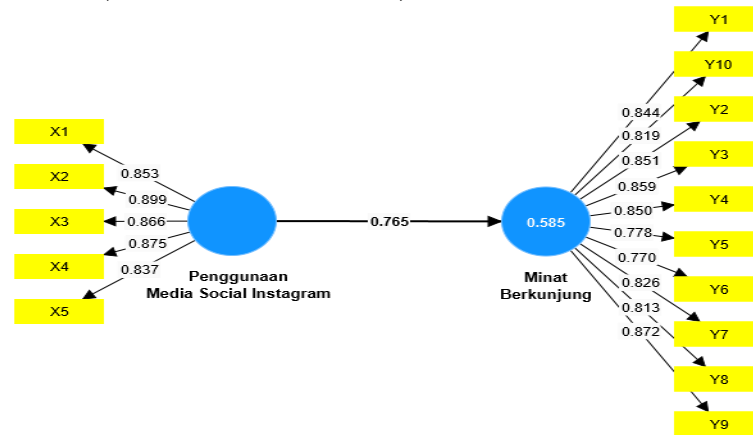 X1
X2
X3
X4
X5
0.853
0.899
0.866
0.875
0.837
Penggunaan
Media Social Instagram
0.765
0.585
Minat
Berkunjung
0.844
0.819
0.851
0.859
0.850
0.778
0.770
0.826
0.813
0.872
Y1
Y10
Y2
Y3
Y4
Y5
Y6
Y7
Y8
Y9